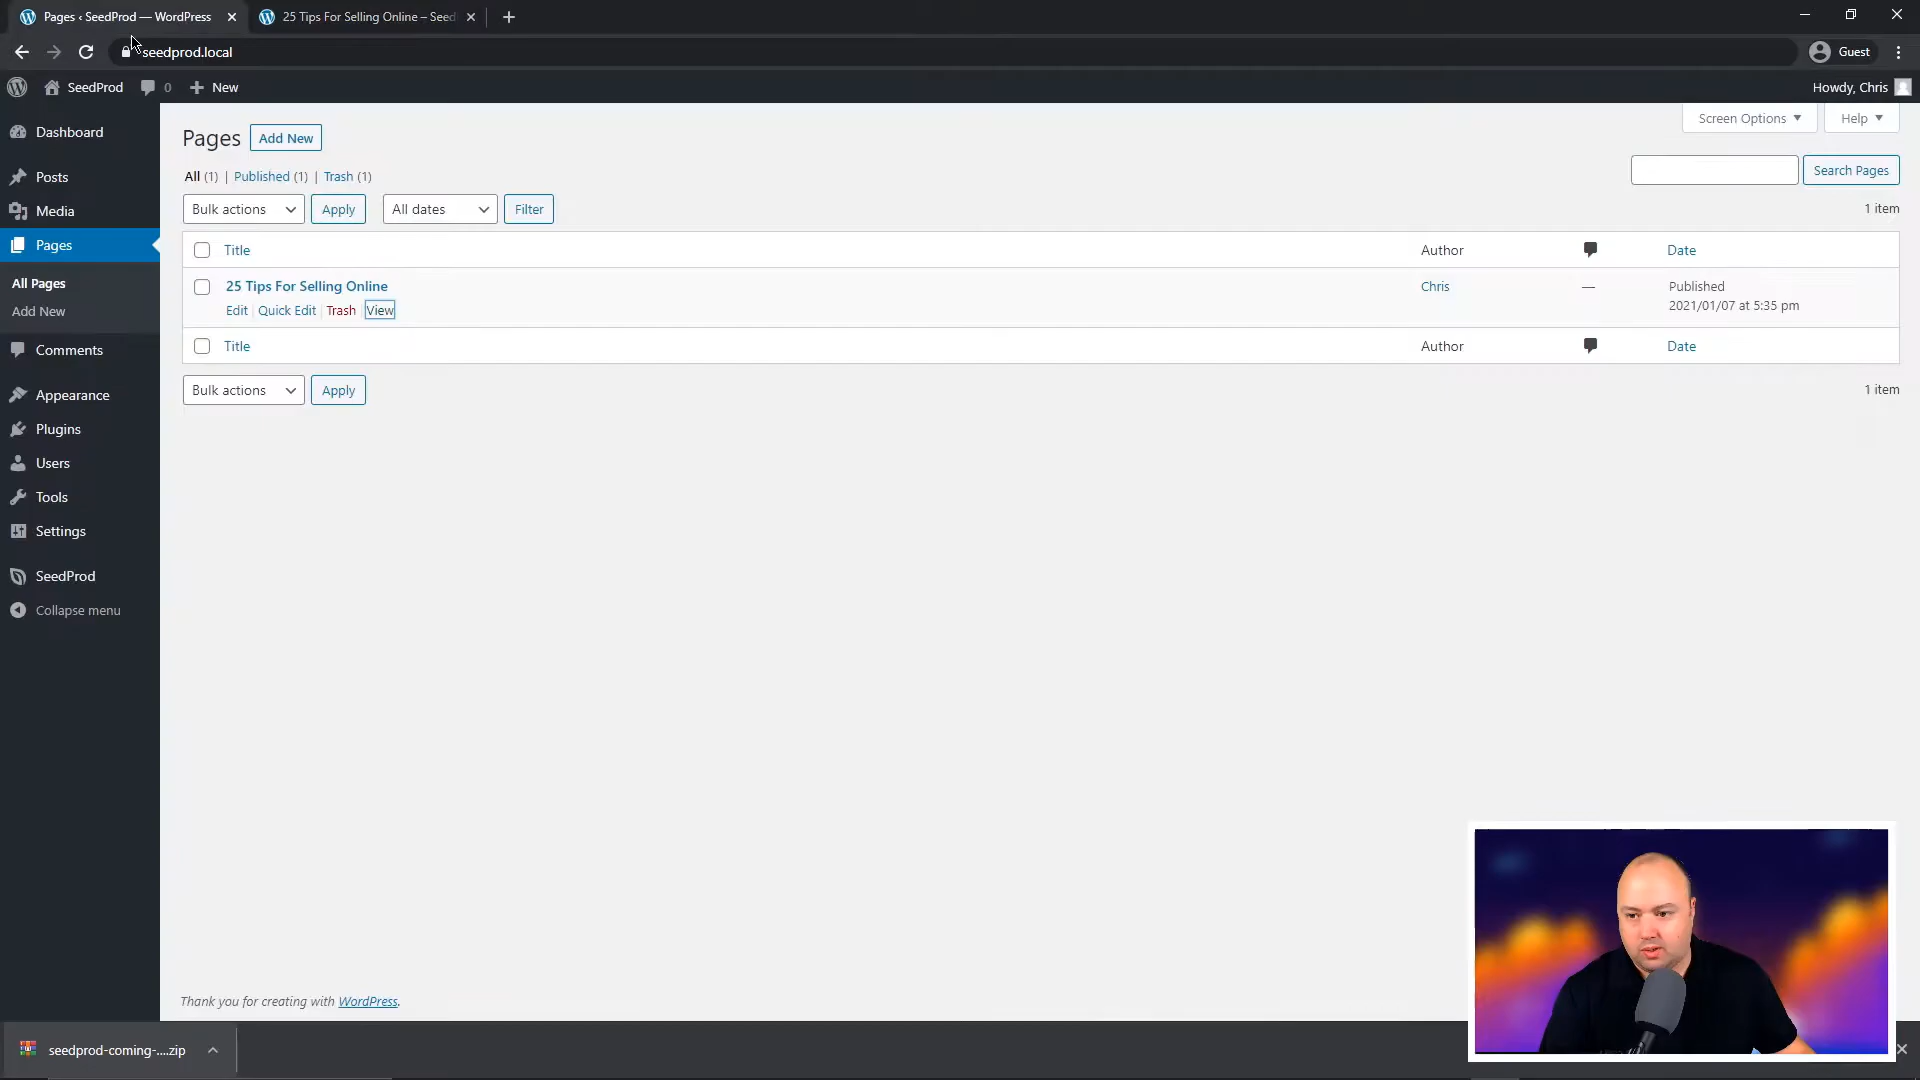 Pages ‹ SeedProd — WordPress
25 Tips For Selling Online – Seed
seedprod.local
Guest
SeedProd
0
New
Howdy, Chris
Dashboard
Posts
Media
Pages
All Pages
Add New
Comments
Appearance
Plugins
Users
Tools
Settings
SeedProd
Collapse menu
Screen Options
Help
Pages
Add New
All (1) | Published (1) | Trash (1)
Search Pages
Bulk actions
Apply
All dates
Filter
1 item
Title
Author
Date
25 Tips For Selling Online
Edit | Quick Edit | Trash | View
Chris
—
Published
2021/01/07 at 5:35 pm
Title
Author
Date
Bulk actions
Apply
1 item
Thank you for creating with WordPress.
seedprod-coming-....zip